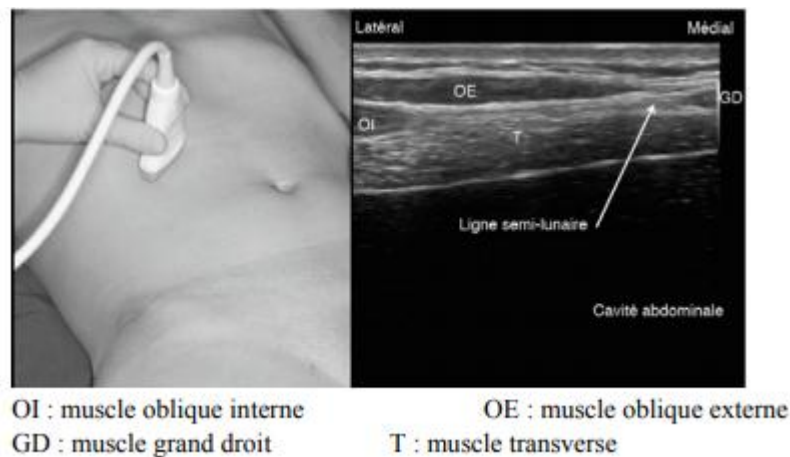 Latéral Médial
OE
GD
OI
T
Ligne semi-lunaire
Cavité abdominale
OI : muscle oblique interne OE : muscle oblique externe
GD : muscle grand droit T : muscle transverse